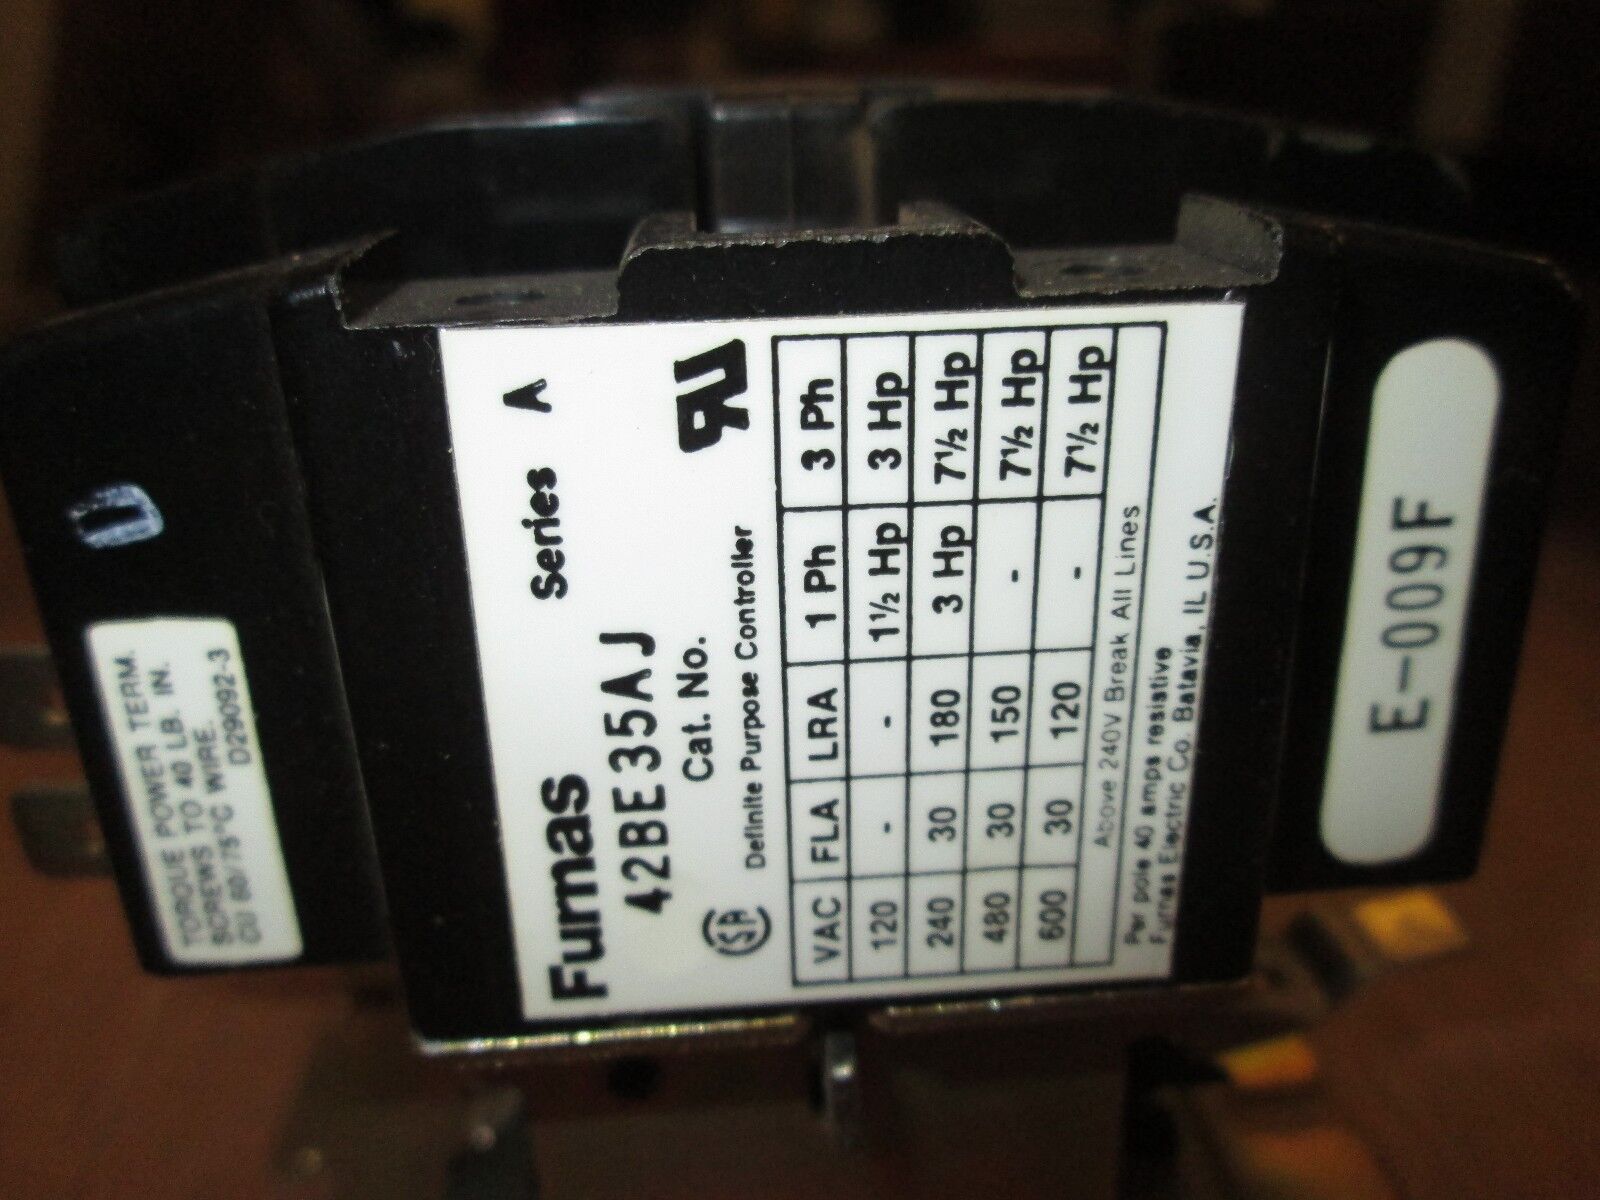 TORQUE POWER TERM.
SCREWS TO 40 LB. IN.
CU 60/75°C WIRE.
D290092-3
Furnas Series A
42BE35AJ
Cat. No.
Definite Purpose Controller
VAC FLA LRA 1 Ph 3 Ph
120 - - 1½ Hp 3 Hp
240 30 180 3 Hp 7½ Hp
480 30 150 - 7½ Hp
600 30 120 - 7½ Hp
Above 240V Break All Lines
Per pole 40 amps resistive
Furnas Electric Co. Batavia, IL U.S.A.
E-009F